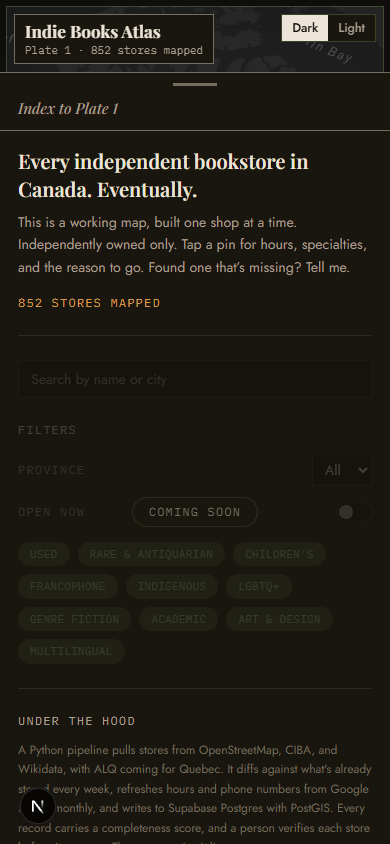 Indie Books Atlas
Plate 1 · 852 stores mapped
Dark
Light
in Bay
Index to Plate 1
Every independent bookstore in
Canada. Eventually.
This is a working map, built one shop at a time.
Independently owned only. Tap a pin for hours, specialties,
and the reason to go. Found one that's missing? Tell me.
852 STORES MAPPED
Search by name or city
FILTERS
PROVINCE
All
OPEN NOW
COMING SOON
USED
RARE & ANTIQUARIAN
CHILDREN'S
FRANCOPHONE
INDIGENOUS
LGBTQ+
GENRE FICTION
ACADEMIC
ART & DESIGN
MULTILINGUAL
UNDER THE HOOD
A Python pipeline pulls stores from OpenStreetMap, CIBA, and
Wikidata, with ALQ coming for Quebec. It diffs against what's already
every week, refreshes hours and phone numbers from Google
N
monthly, and writes to Supabase Postgres with PostGIS. Every
record carries a completeness score, and a person verifies each store